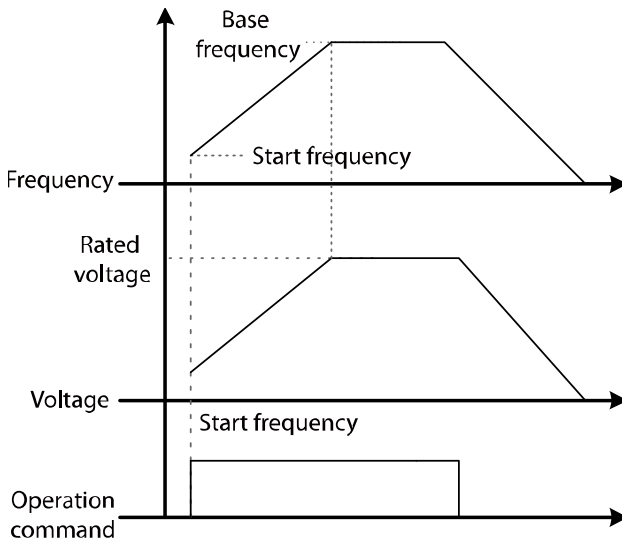 Base
frequency
Start frequency
Frequency
Rated
voltage
Voltage
Start frequency
Operation
command